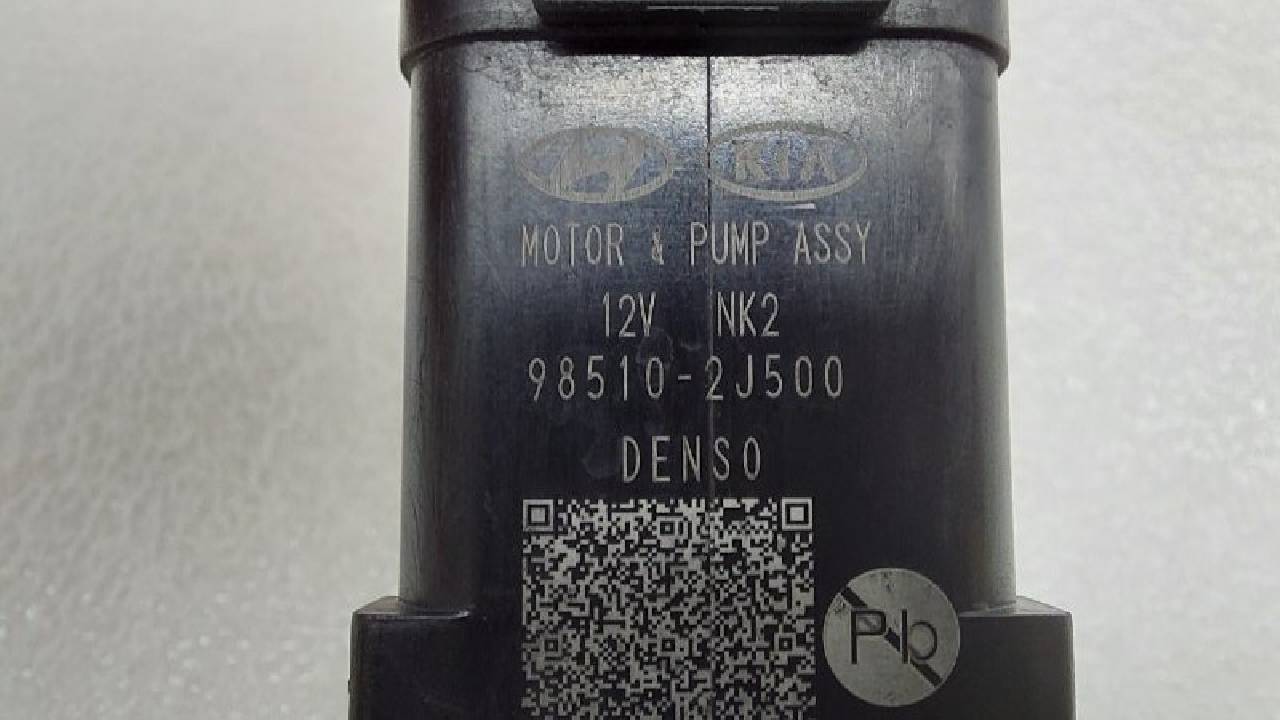 KIA
MOTOR & PUMP ASSY
12V NK2
98510-2J500
DENSO
Pb